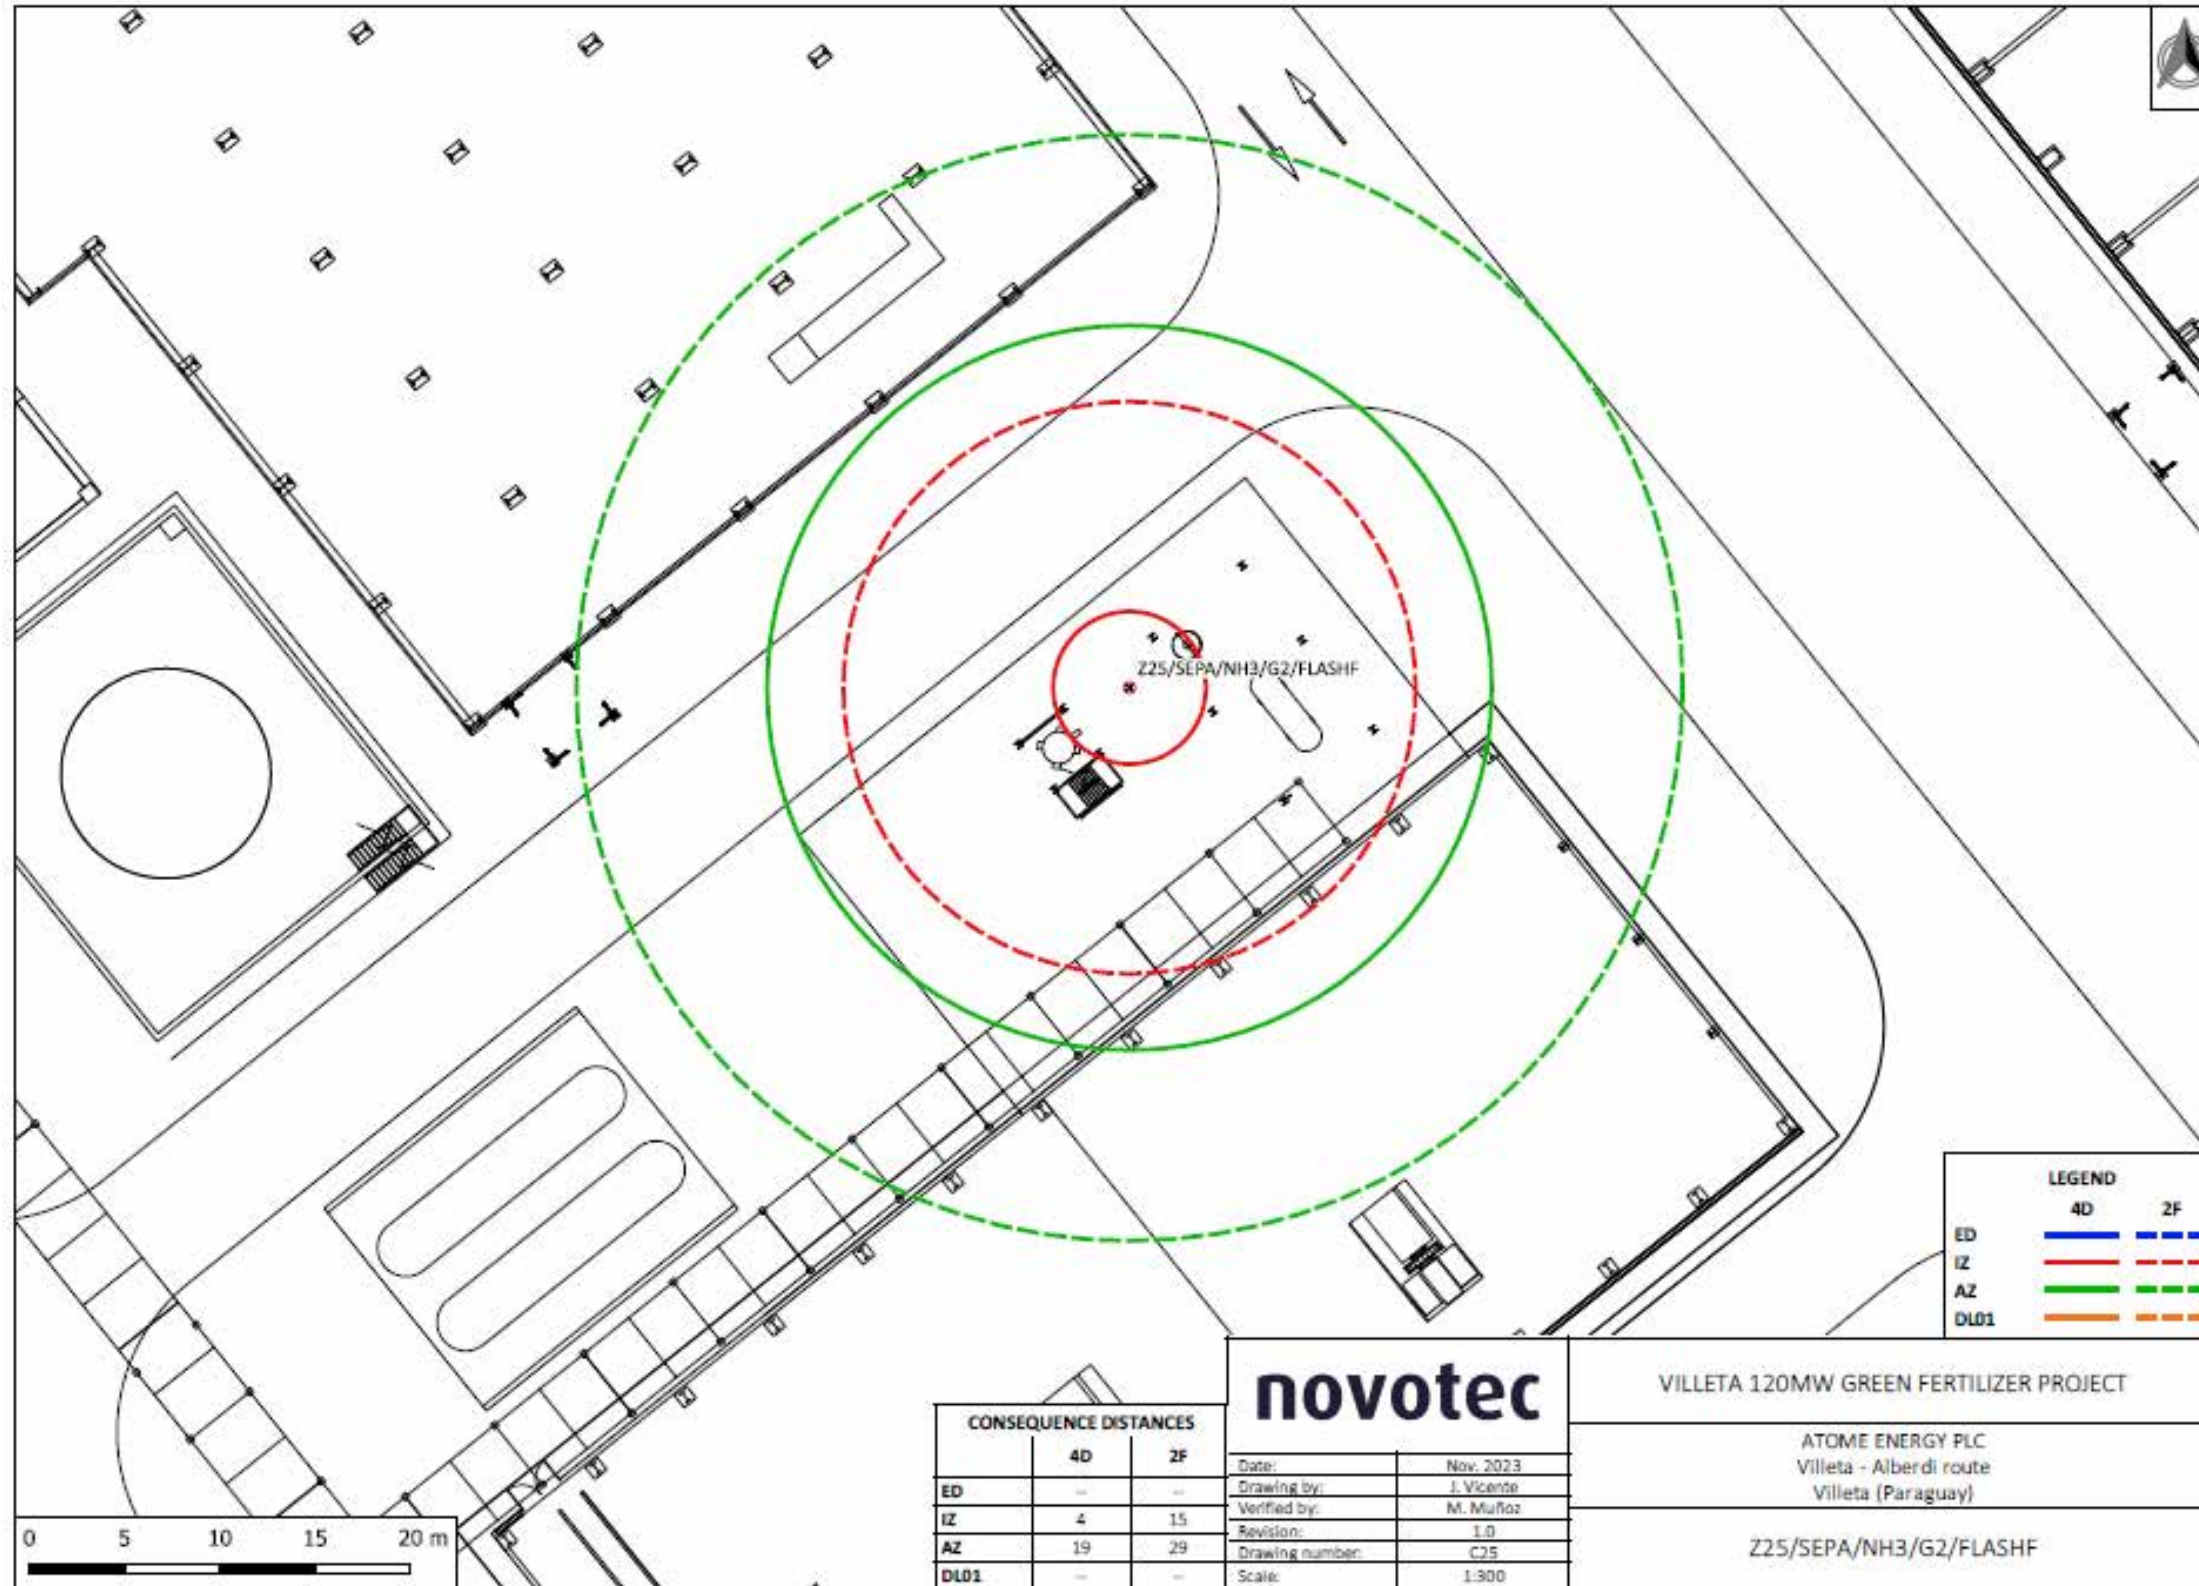 Z25/SEPA/NH3/G2/FLASHF
LEGEND
4D 2F
ED
IZ
AZ
DL01
0 5 10 15 20 m
CONSEQUENCE DISTANCES
4D 2F
ED -- --
IZ 4 15
AZ 19 29
DL01 -- --
novotec
Date: Nov. 2023
Drawing by: J. Vicente
Verified by: M. Muñoz
Revision: 1.0
Drawing number: C25
Scale: 1:300
VILLETA 120MW GREEN FERTILIZER PROJECT
ATOME ENERGY PLC
Villeta - Alberdi route
Villeta (Paraguay)
Z25/SEPA/NH3/G2/FLASHF